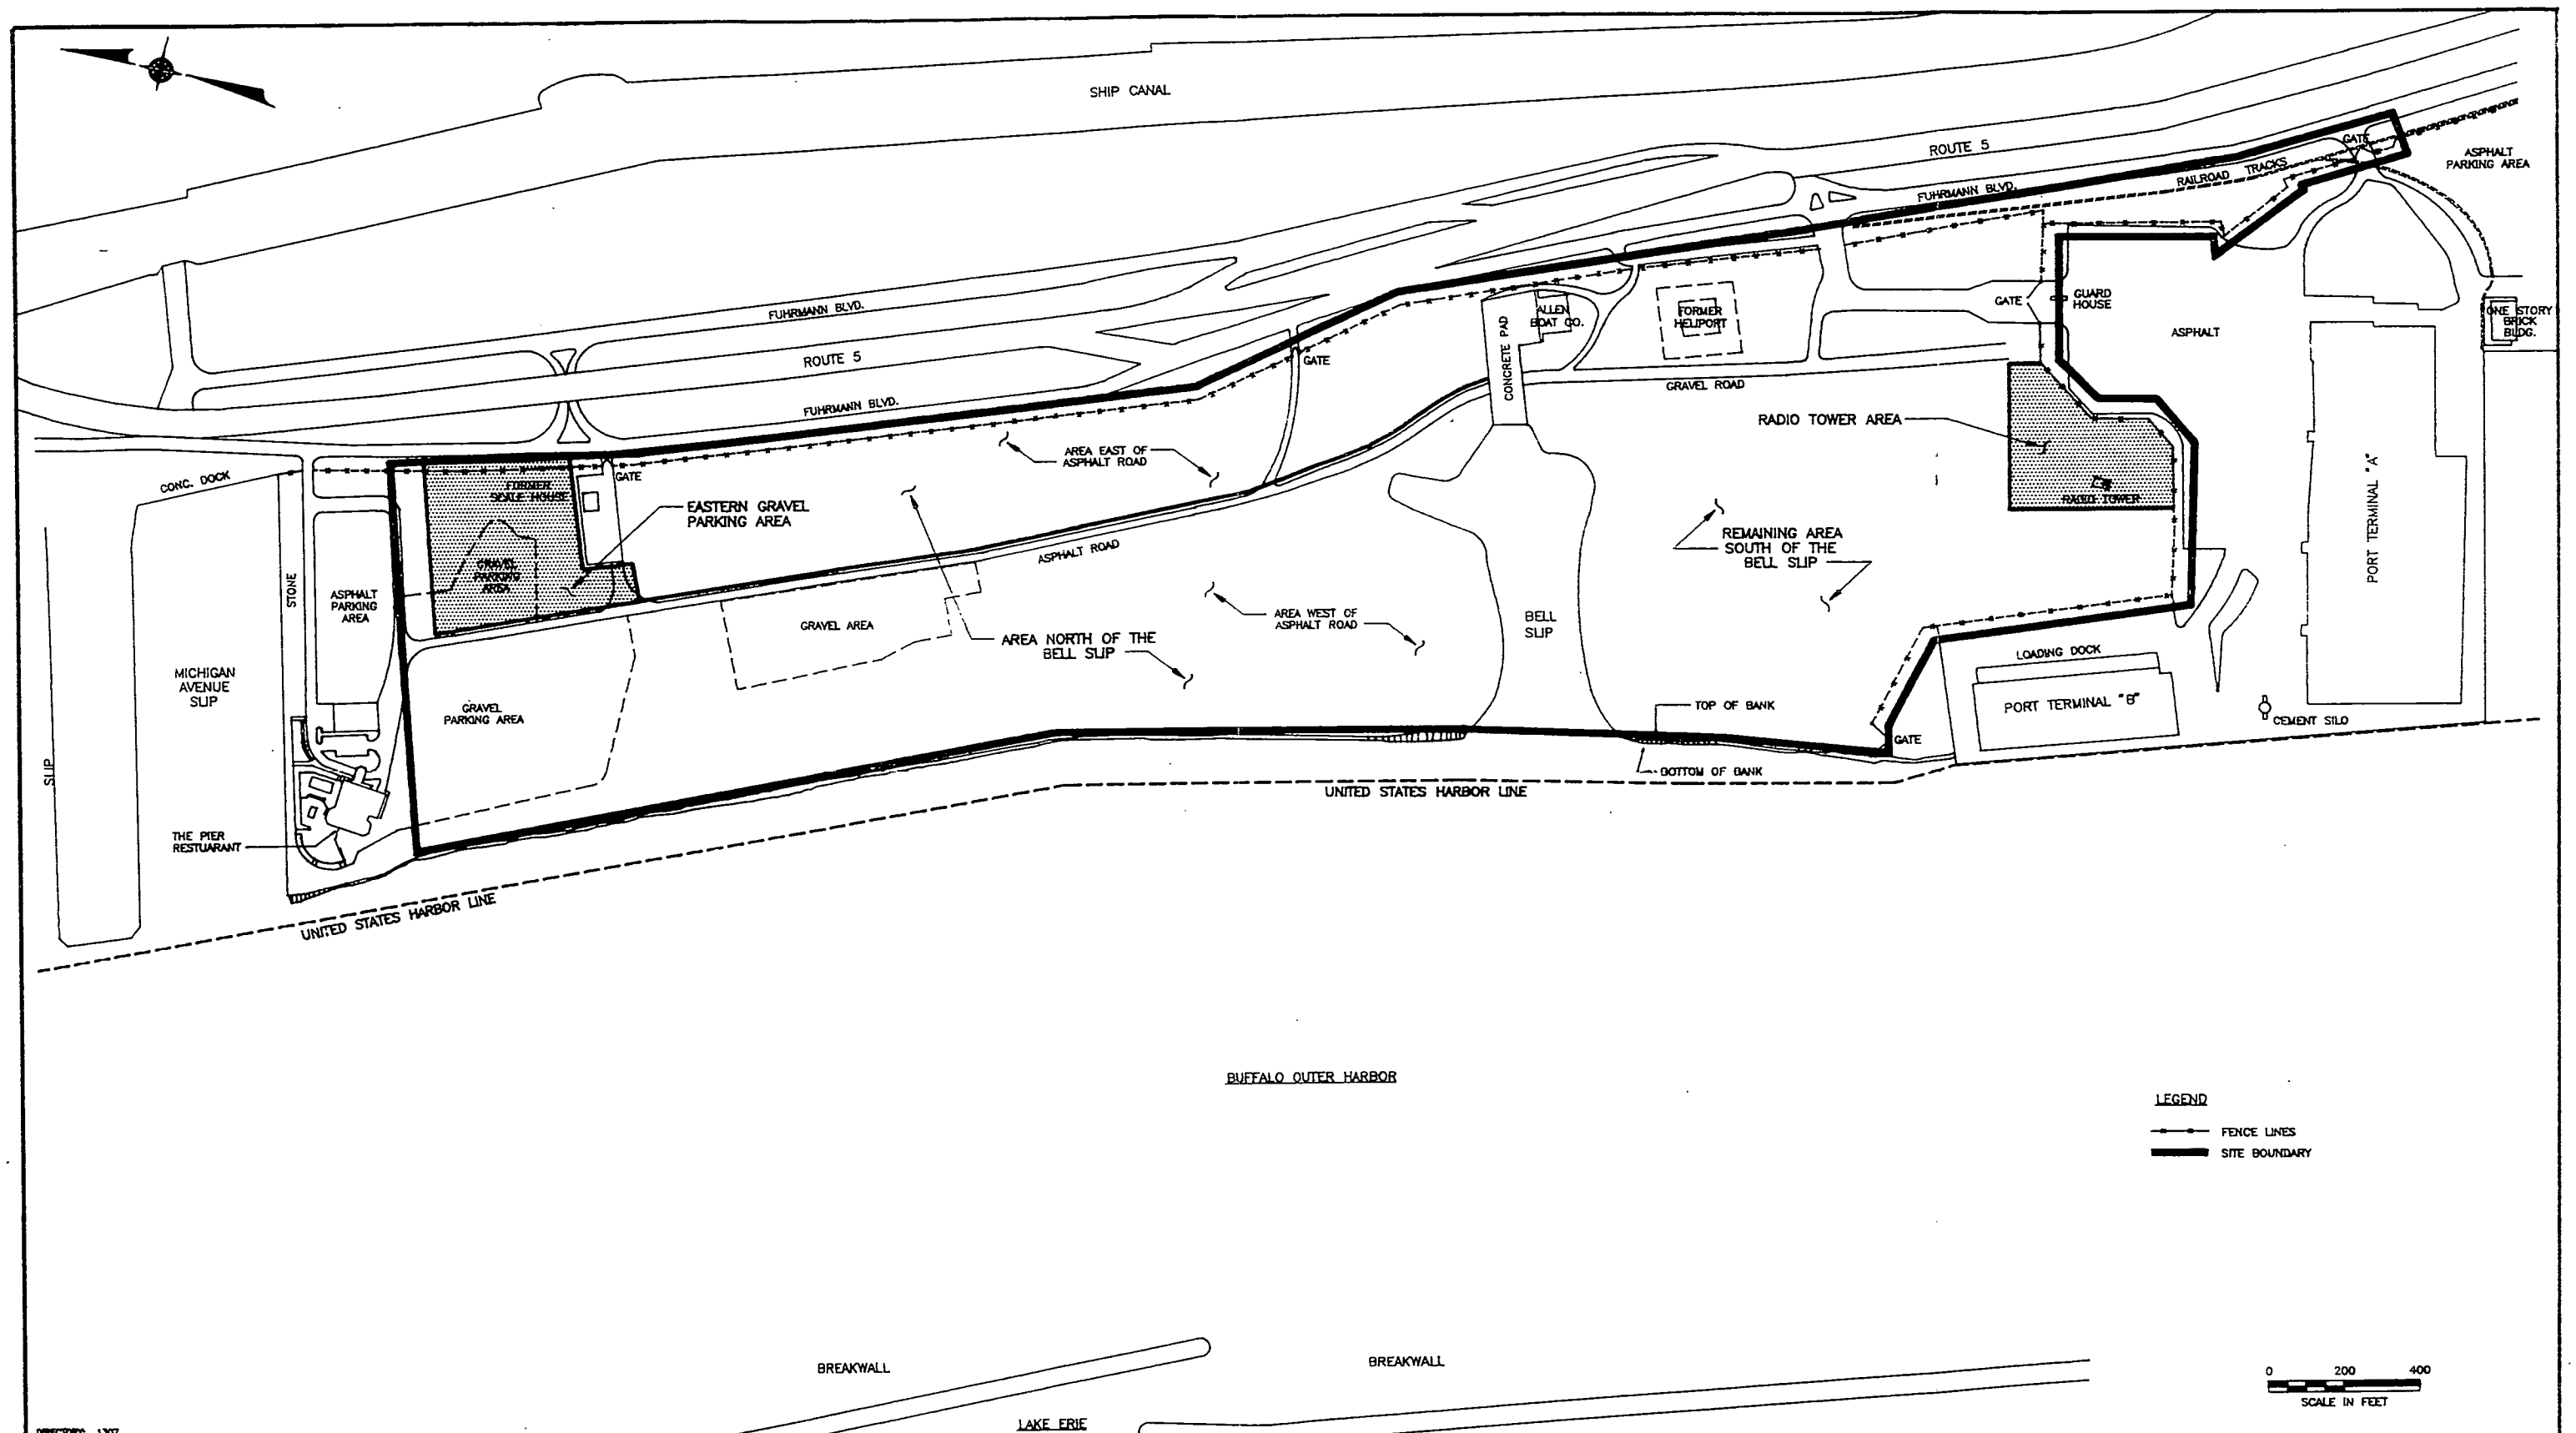 SHIP CANAL
ROUTE 5
GATE
ASPHALT
PARKING AREA
RAILROAD TRACKS
FUHRMANN BLVD.
FUHRMANN BLVD.
ROUTE 5
FUHRMANN BLVD.
GATE
CONCRETE PAD
ALLEN
BOAT CO.
FORMER
HELIPORT
GATE
GUARD
HOUSE
ASPHALT
ONE STORY
BRICK
BLDG.
GRAVEL ROAD
RADIO TOWER AREA
RADIO TOWER
PORT TERMINAL "A"
CONC. DOCK
FORMER
SCALE HOUSE
GATE
EASTERN GRAVEL
PARKING AREA
AREA EAST OF
ASPHALT ROAD
REMAINING AREA
SOUTH OF THE
BELL SLIP
ASPHALT ROAD
GRAVEL
PARKING
AREA
STONE
ASPHALT
PARKING
AREA
GRAVEL AREA
AREA NORTH OF THE
BELL SLIP
AREA WEST OF
ASPHALT ROAD
BELL
SLIP
MICHIGAN
AVENUE
SLIP
SLIP
GRAVEL
PARKING AREA
LOADING DOCK
PORT TERMINAL "B"
CEMENT SILO
TOP OF BANK
GATE
BOTTOM OF BANK
UNITED STATES HARBOR LINE
THE PIER
RESTUARANT
UNITED STATES HARBOR LINE
BUFFALO OUTER HARBOR
LEGEND
FENCE LINES
SITE BOUNDARY
BREAKWALL
BREAKWALL
LAKE ERIE
0 200 400
SCALE IN FEET